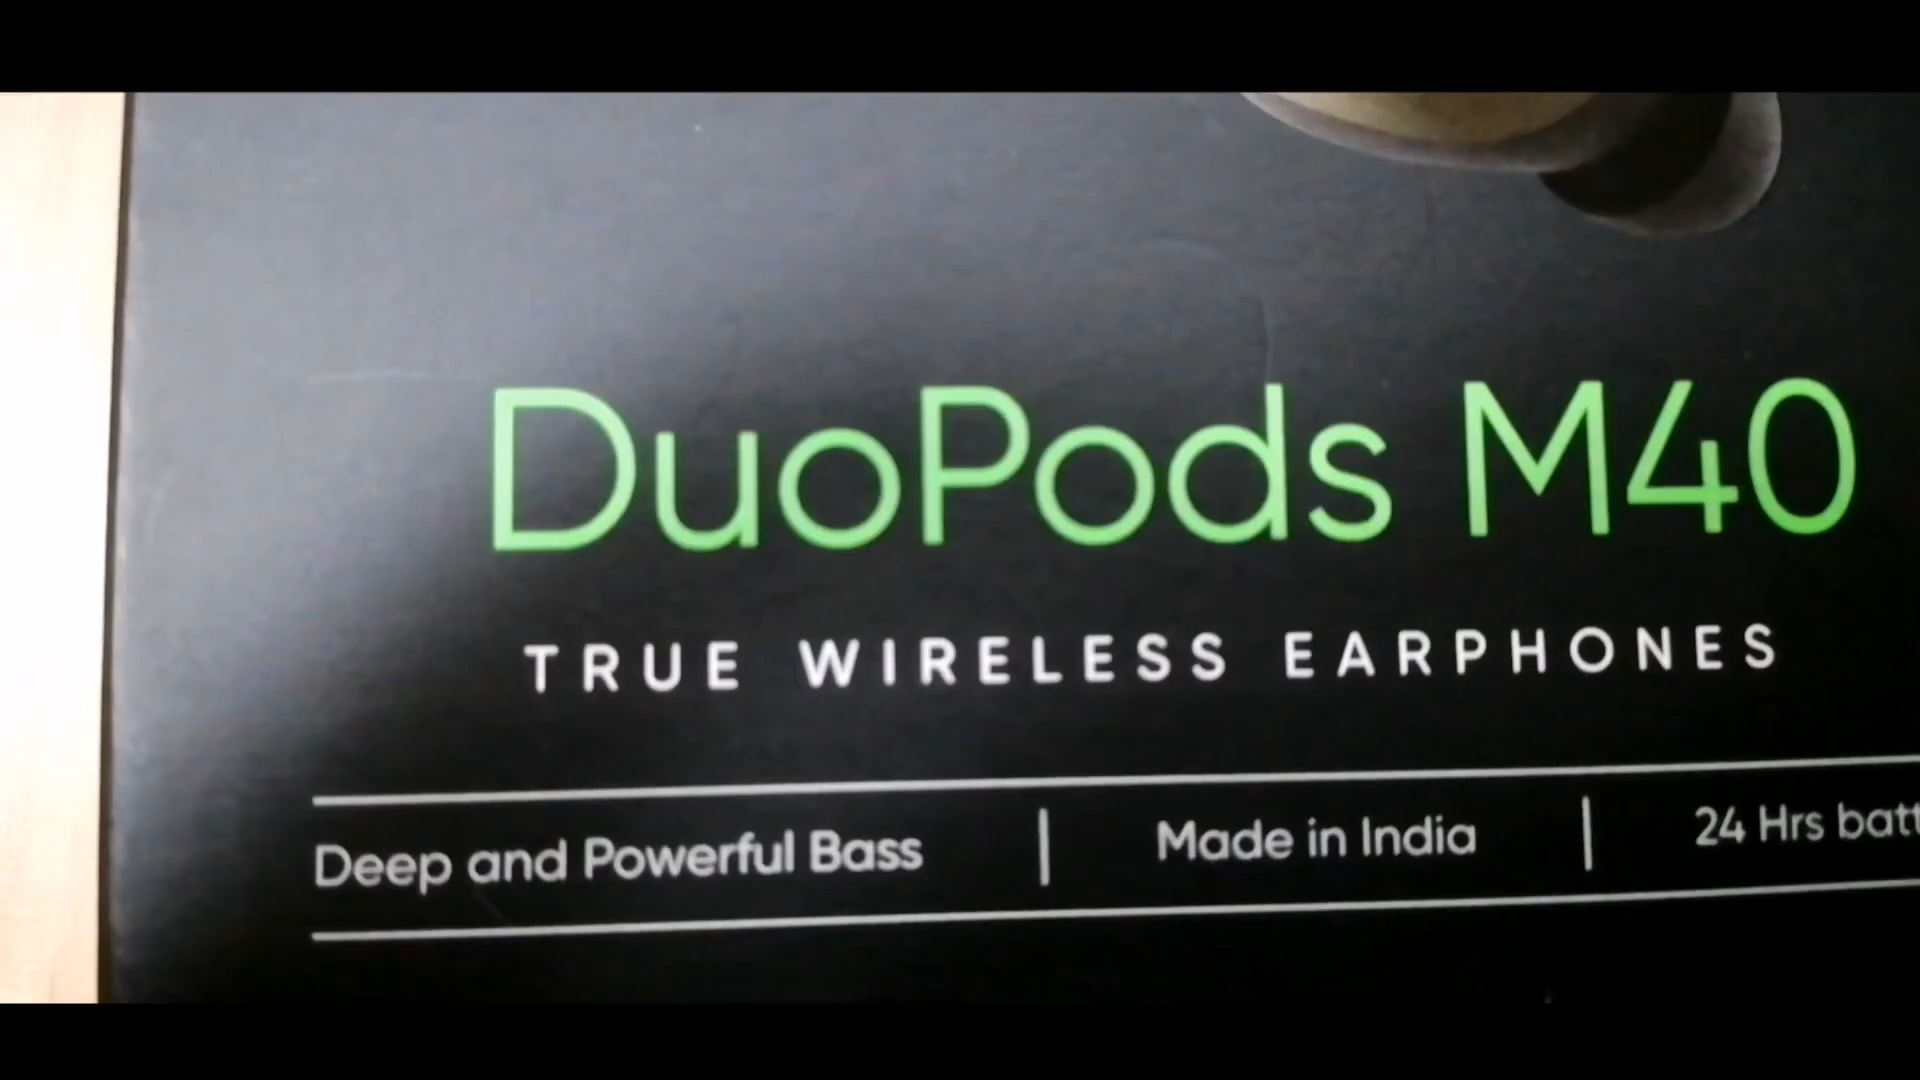 DuoPods M40
TRUE WIRELESS EARPHONES
Deep and Powerful Bass | Made in India | 24 Hrs